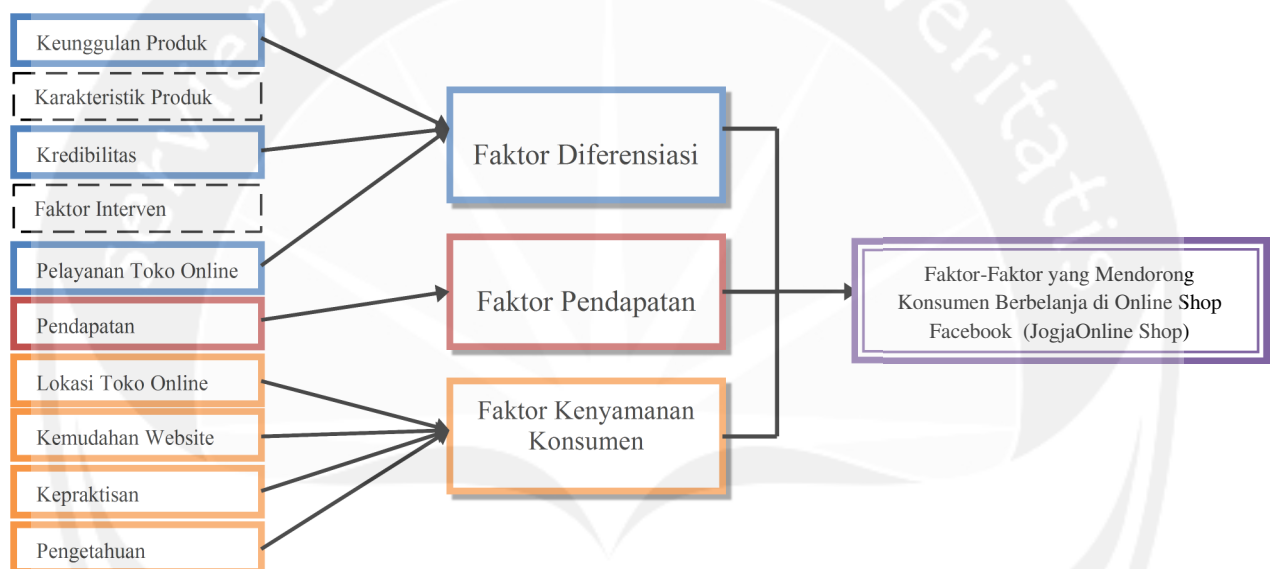 Keunggulan Produk
Karakteristik Produk
Kredibilitas
Faktor Interven
Pelayanan Toko Online
Pendapatan
Lokasi Toko Online
Kemudahan Website
Kepraktisan
Pengetahuan
Faktor Diferensiasi
Faktor Pendapatan
Faktor Kenyamanan
Konsumen
Faktor-Faktor yang Mendorong
Konsumen Berbelanja di Online Shop
Facebook (JogjaOnline Shop)
veritatis